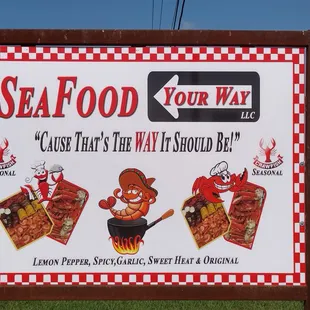 SEAFOOD YOUR WAY LLC
"CAUSE THAT'S THE WAY IT SHOULD BE!"
CRAWFISH
SEASONAL
SEASONAL
LEMON PEPPER, SPICY,GARLIC, SWEET HEAT & ORIGINAL